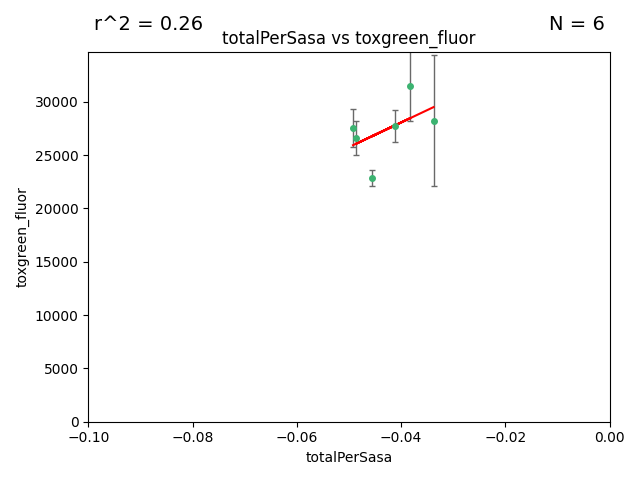 r^2 = 0.26
N = 6
totalPerSasa vs toxgreen_fluor
30000
25000
20000
15000
10000
5000
0
toxgreen_fluor
−0.10
−0.08
−0.06
−0.04
−0.02
0.00
totalPerSasa